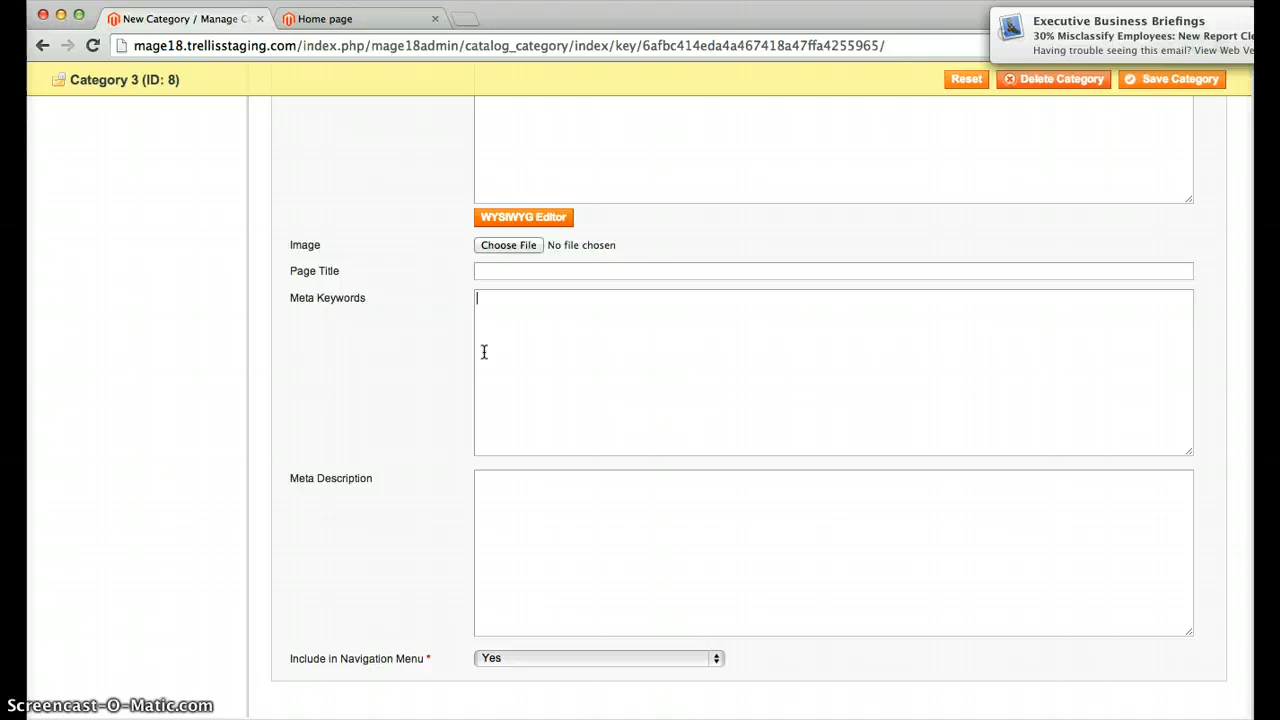 New Category / Manage C
Home page
mage18.trellisstaging.com/index.php/mage18admin/catalog_category/index/key/6afbc414eda4a467418a47ffa4255965/
Executive Business Briefings
30% Misclassify Employees: New Report Cle
Having trouble seeing this email? View Web Ve
Category 3 (ID: 8)
Reset
Delete Category
Save Category
WYSIWYG Editor
Image
Choose File No file chosen
Page Title
Meta Keywords
Meta Description
Include in Navigation Menu *
Yes
Screencast-O-Matic.com